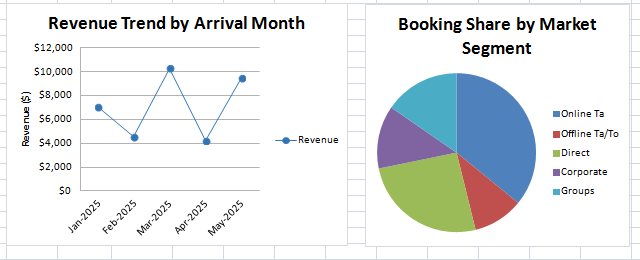 Revenue Trend by Arrival Month
$12,000
$10,000
$8,000
$6,000
$4,000
$2,000
$0
Revenue ($)
Jan-2025
Feb-2025
Mar-2025
Apr-2025
May-2025
Revenue
Booking Share by Market
Segment
Online Ta
Offline Ta/To
Direct
Corporate
Groups